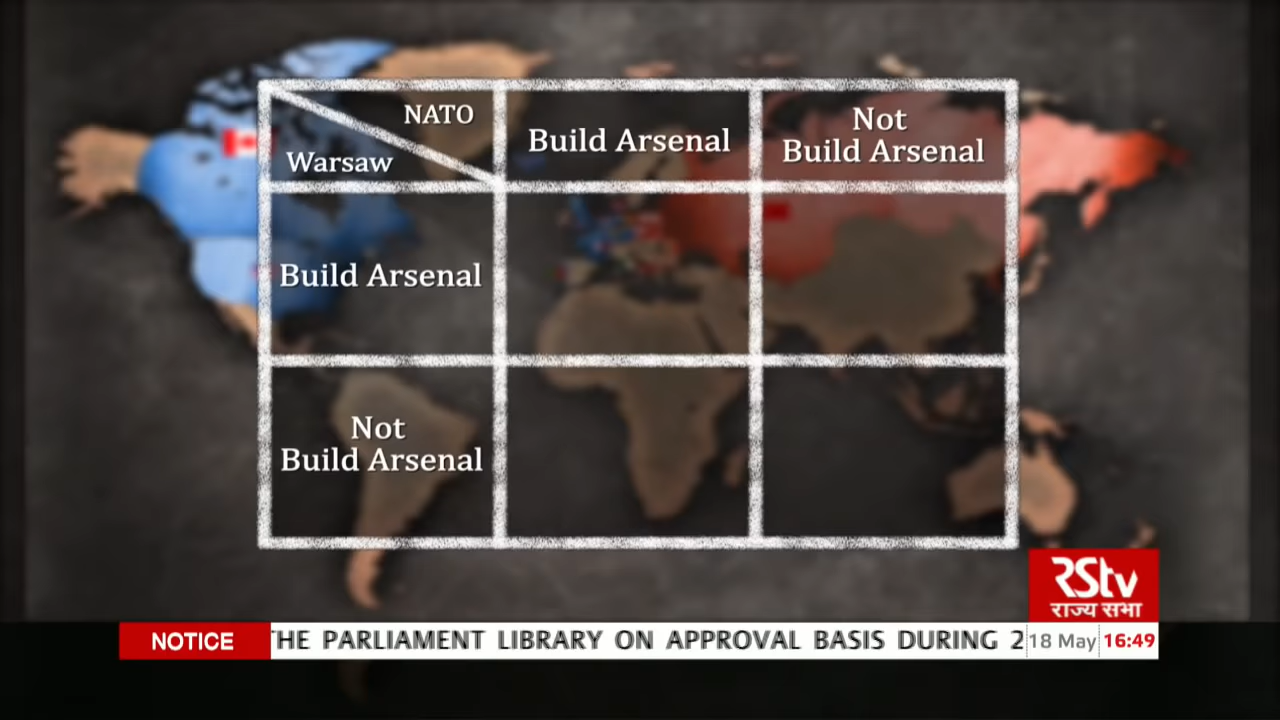 NATO
Warsaw
Build Arsenal
Not
Build Arsenal
Build Arsenal
Not
Build Arsenal
RStv
राज्य सभा
NOTICE
THE PARLIAMENT LIBRARY ON APPROVAL BASIS DURING 2
18 May 16:49